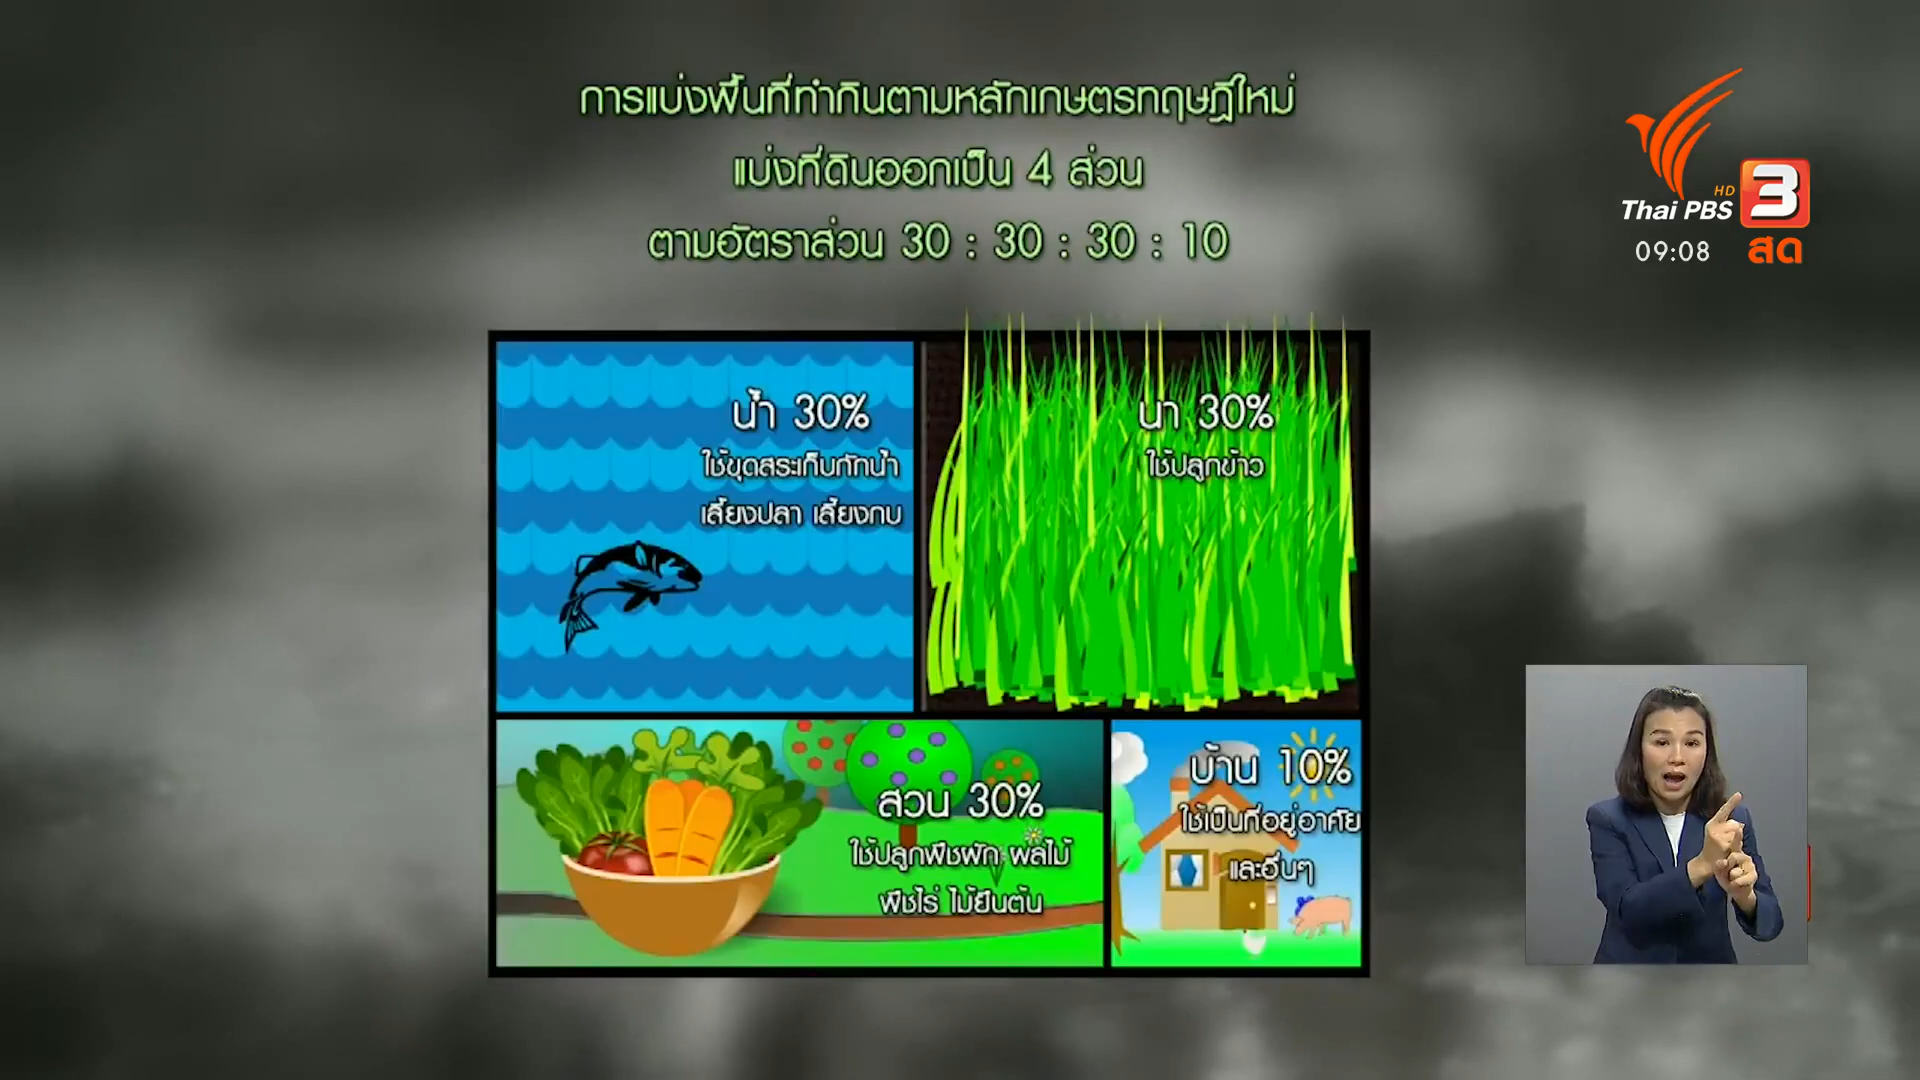 การแบ่งพื้นที่ทำกินตามหลักเกษตรทฤษฎีใหม่
แบ่งที่ดินออกเป็น 4 ส่วน
ตามอัตราส่วน 30 : 30 : 30 : 10
HD
Thai PBS 3
09:08 สด
น้ำ 30%
ใช้ขุดสระเก็บกักน้ำ
เลี้ยงปลา เลี้ยงกบ
นา 30%
ใช้ปลูกข้าว
สวน 30%
ใช้ปลูกพืชผัก ผลไม้
พืชไร่ ไม้ยืนต้น
บ้าน 10%
ใช้เป็นที่อยู่อาศัย
และอื่นๆ